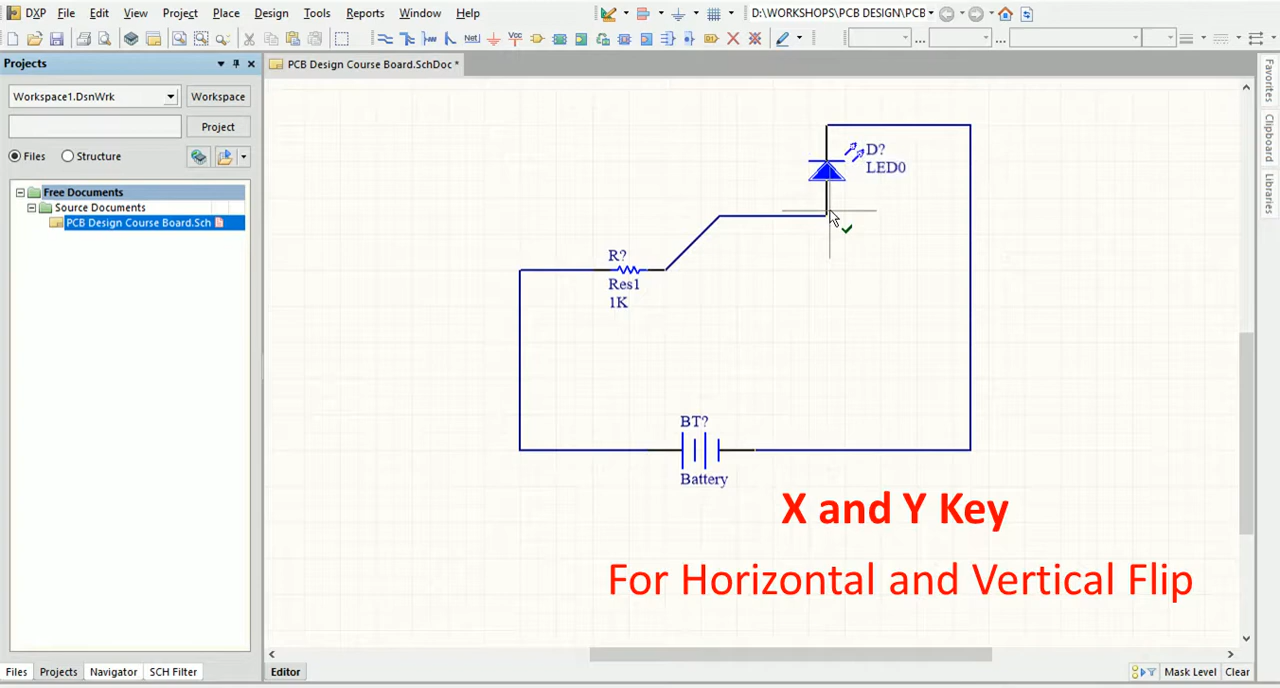 DXP File Edit View Project Place Design Tools Reports Window Help
D:\WORKSHOPS\PCB DESIGN\PCB
Net
Vcc
Projects
PCB Design Course Board.SchDoc *
Workspace1.DsnWrk
Workspace
Project
Files
Structure
Free Documents
Source Documents
PCB Design Course Board.Sch
D?
LED0
R?
Res1
1K
BT?
Battery
X and Y Key
For Horizontal and Vertical Flip
Favorites
Clipboard
Libraries
Files Projects Navigator SCH Filter
Editor
Mask Level
Clear